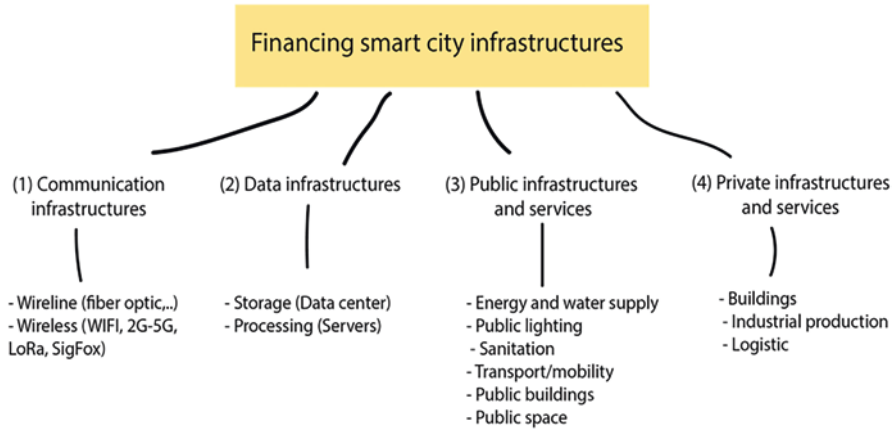 Financing smart city infrastructures
(1) Communication
infrastructures
- Wireline (fiber optic,..)
- Wireless (WIFI, 2G-5G,
LoRa, SigFox)
(2) Data infrastructures
- Storage (Data center)
- Processing (Servers)
(3) Public infrastructures
and services
- Energy and water supply
- Public lighting
- Sanitation
- Transport/mobility
- Public buildings
- Public space
(4) Private infrastructures
and services
- Buildings
- Industrial production
- Logistic